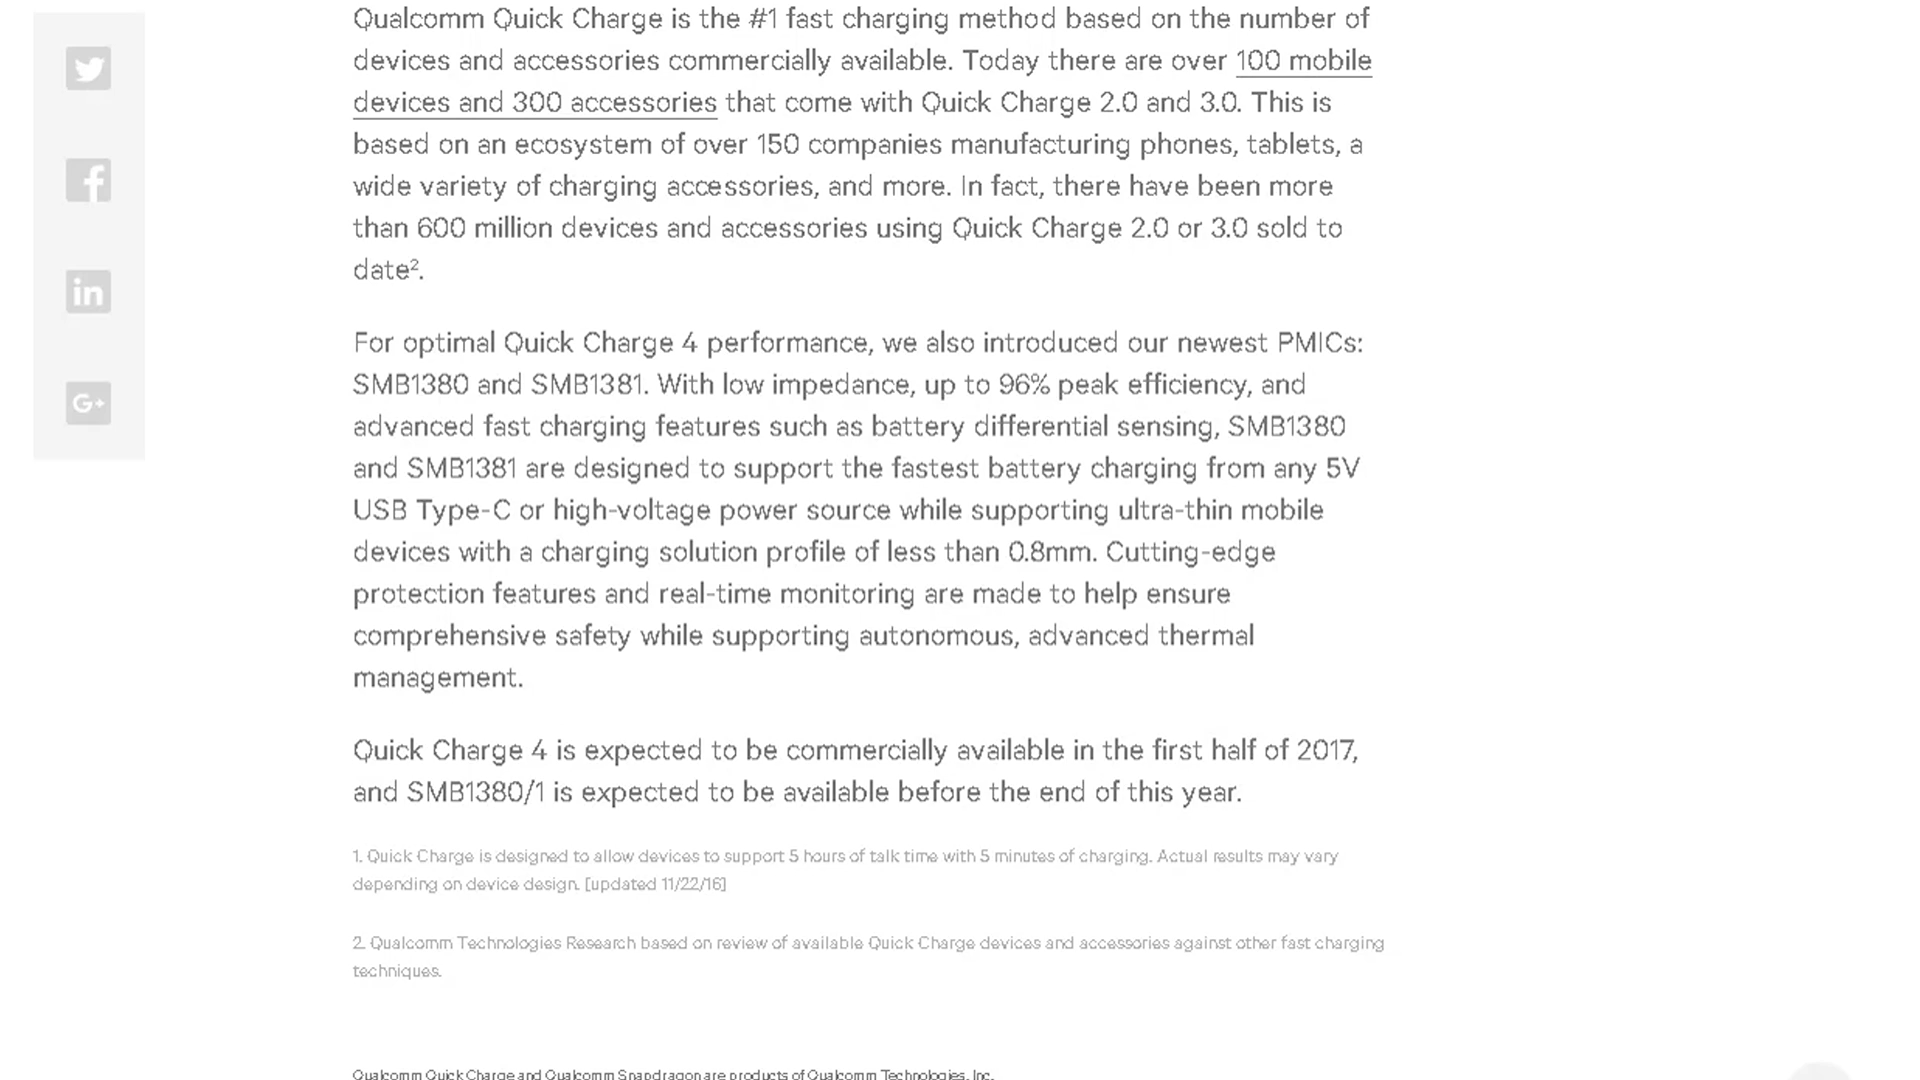 Qualcomm Quick Charge is the #1 fast charging method based on the number of
devices and accessories commercially available. Today there are over 100 mobile
devices and 300 accessories that come with Quick Charge 2.0 and 3.0. This is
based on an ecosystem of over 150 companies manufacturing phones, tablets, a
wide variety of charging accessories, and more. In fact, there have been more
than 600 million devices and accessories using Quick Charge 2.0 or 3.0 sold to
date².
For optimal Quick Charge 4 performance, we also introduced our newest PMICs:
SMB1380 and SMB1381. With low impedance, up to 96% peak efficiency, and
advanced fast charging features such as battery differential sensing, SMB1380
and SMB1381 are designed to support the fastest battery charging from any 5V
USB Type-C or high-voltage power source while supporting ultra-thin mobile
devices with a charging solution profile of less than 0.8mm. Cutting-edge
protection features and real-time monitoring are made to help ensure
comprehensive safety while supporting autonomous, advanced thermal
management.
Quick Charge 4 is expected to be commercially available in the first half of 2017,
and SMB1380/1 is expected to be available before the end of this year.
1. Quick Charge is designed to allow devices to support 5 hours of talk time with 5 minutes of charging. Actual results may vary
depending on device design. [updated 11/22/16]
2. Qualcomm Technologies Research based on review of available Quick Charge devices and accessories against other fast charging
techniques.
Qualcomm Quick Charge and Qualcomm Snapdragon are products of Qualcomm Technologies, Inc.
f
in
G+